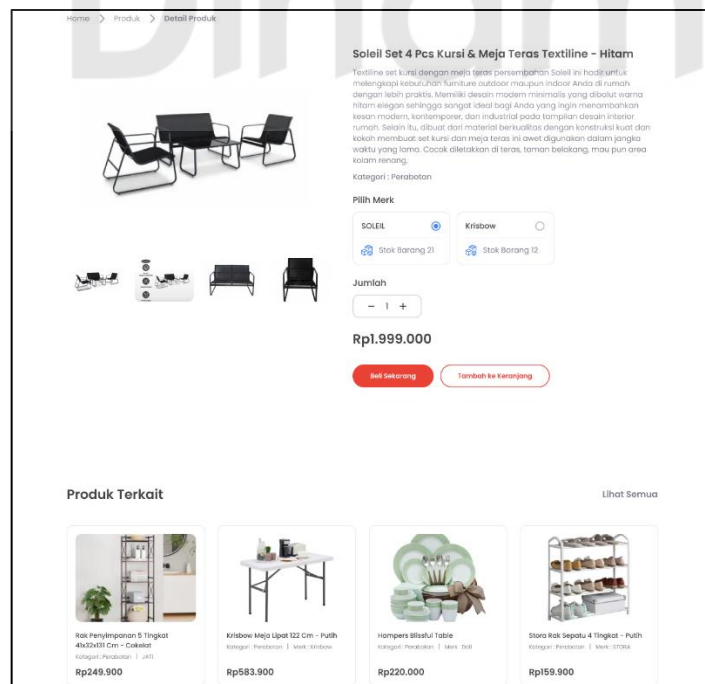 Dinam
Home > Produk > Detail Produk
Soleil Set 4 Pcs Kursi & Meja Teras Textiline - Hitam
Textiline set kursi dengan meja teras persembahan Soleil ini hadir untuk
melengkapi kebutuhan furniture outdoor maupun indoor Anda di rumah
dengan lebih praktis. Memiliki desain modern minimalis yang dibalut warna
hitam elegan sehingga sangat ideal bagi Anda yang ingin menambahkan
kesan modern, kontemporer, dan industrial pada tampilan desain interior
rumah. Selain itu, dibuat dari material berkualitas dengan konstruksi kuat dan
kokoh membuat set kursi dan meja teras ini awet digunakan dalam jangka
waktu yang lama. Cocok diletakkan di teras, taman belakang, mau pun area
kolam renang.
Kategori : Perabotan
Pilih Merk
SOLEIL
Stok Barang 21
Krisbow
Stok Barang 12
Jumlah
- 1 +
Rp1.999.000
Beli Sekarang
Tambah ke Keranjang
Produk Terkait
Lihat Semua
Rak Penyimpanan 5 Tingkat
41x32x131 Cm - Cokelat
Kategori : Perabotan | JATI
Rp249.900
Krisbow Meja Lipat 122 Cm - Putih
Kategori : Perabotan | Merk : Krisbow
Rp583.900
Hampers Blissful Table
Kategori : Perabotan | Merk : Doll
Rp220.000
Stora Rak Sepatu 4 Tingkat - Putih
Kategori : Perabotan | Merk : STORA
Rp159.900